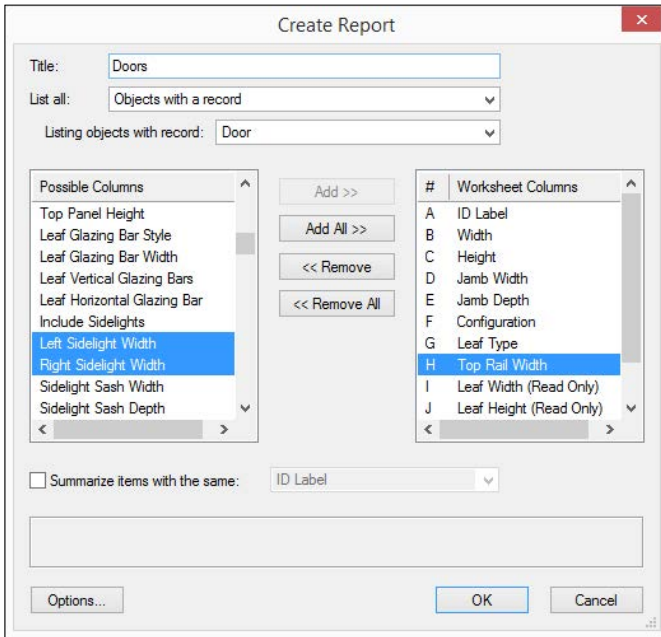 Create Report
Title: Doors
List all: Objects with a record
Listing objects with record: Door
Possible Columns
Top Panel Height
Leaf Glazing Bar Style
Leaf Glazing Bar Width
Leaf Vertical Glazing Bars
Leaf Horizontal Glazing Bar
Include Sidelights
Left Sidelight Width
Right Sidelight Width
Sidelight Sash Width
Sidelight Sash Depth
Add >>
Add All >>
<< Remove
<< Remove All
# Worksheet Columns
A ID Label
B Width
C Height
D Jamb Width
E Jamb Depth
F Configuration
G Leaf Type
H Top Rail Width
I Leaf Width (Read Only)
J Leaf Height (Read Only)
Summarize items with the same: ID Label
Options... OK Cancel